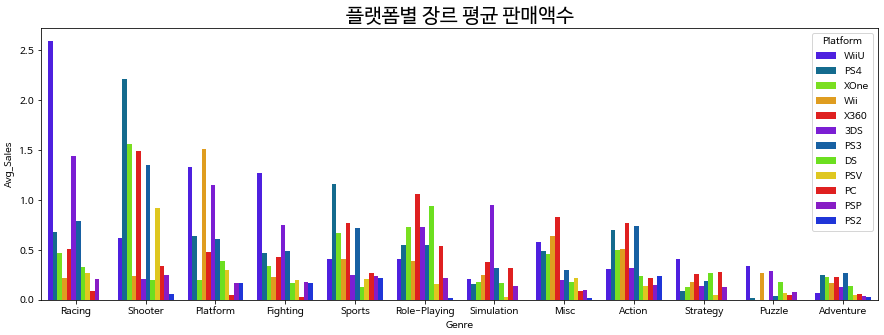 플랫폼별 장르 평균 판매액수
Avg_Sales
2.5
2.0
1.5
1.0
0.5
0.0
Platform
WiiU
PS4
XOne
Wii
X360
3DS
PS3
DS
PSV
PC
PSP
PS2
Racing Shooter Platform Fighting Sports Role-Playing Simulation Misc Action Strategy Puzzle Adventure
Genre